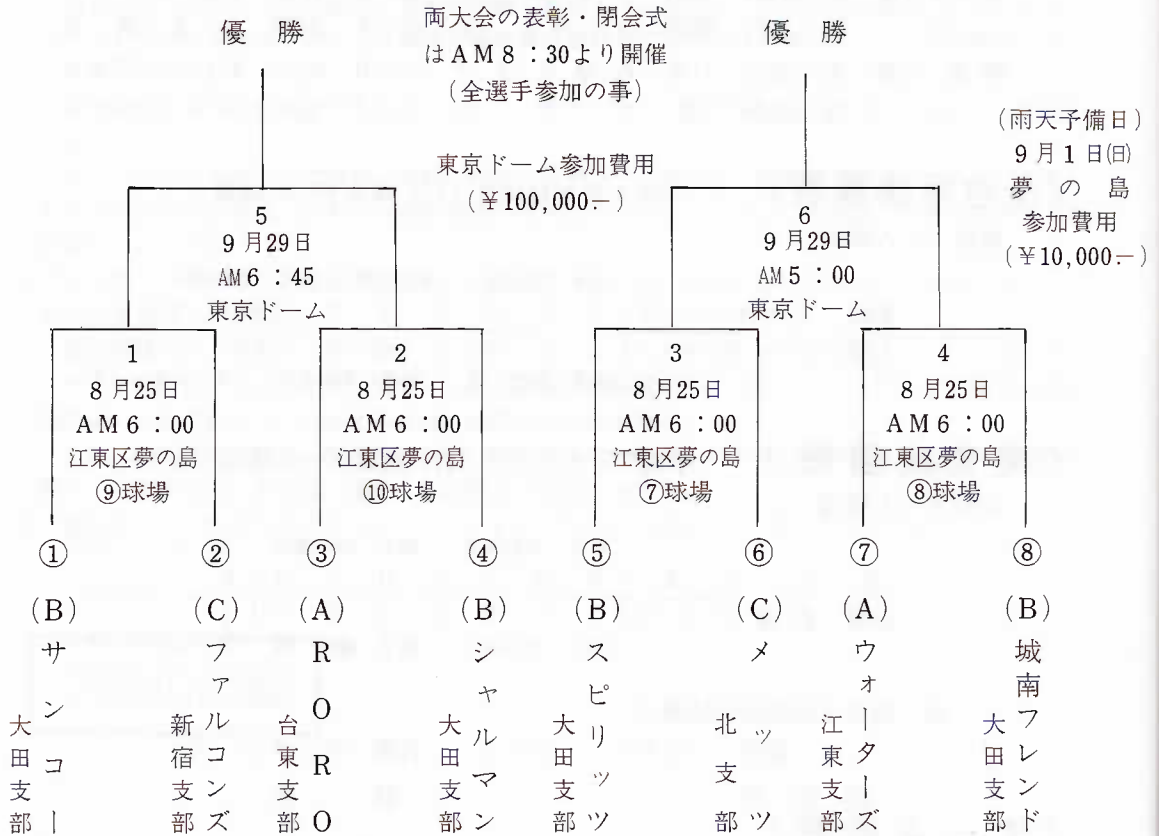 優　勝
両大会の表彰・閉会式
はＡＭ８：30より開催
（全選手参加の事）
優　勝
東京ドーム参加費用
（￥100,000.－）
（雨天予備日）
９月１日(日)
夢の島
参加費用
（￥10,000.－）
5
９月29日
AM６：45
東京ドーム
6
９月29日
AM５：00
東京ドーム
1
８月25日
ＡＭ６：00
江東区夢の島
⑨球場
2
８月25日
ＡＭ６：00
江東区夢の島
⑩球場
3
８月25日
ＡＭ６：00
江東区夢の島
⑦球場
4
８月25日
ＡＭ６：00
江東区夢の島
⑧球場
①
（B）
サンコー
大田支部
②
（C）
ファルコンズ
新宿支部
③
（A）
RORO
台東支部
④
（B）
シャルマン
大田支部
⑤
（B）
スピリッツ
大田支部
⑥
（C）
メッツ
北支部
⑦
（A）
ウォーターズ
江東支部
⑧
（B）
城南フレンド
大田支部